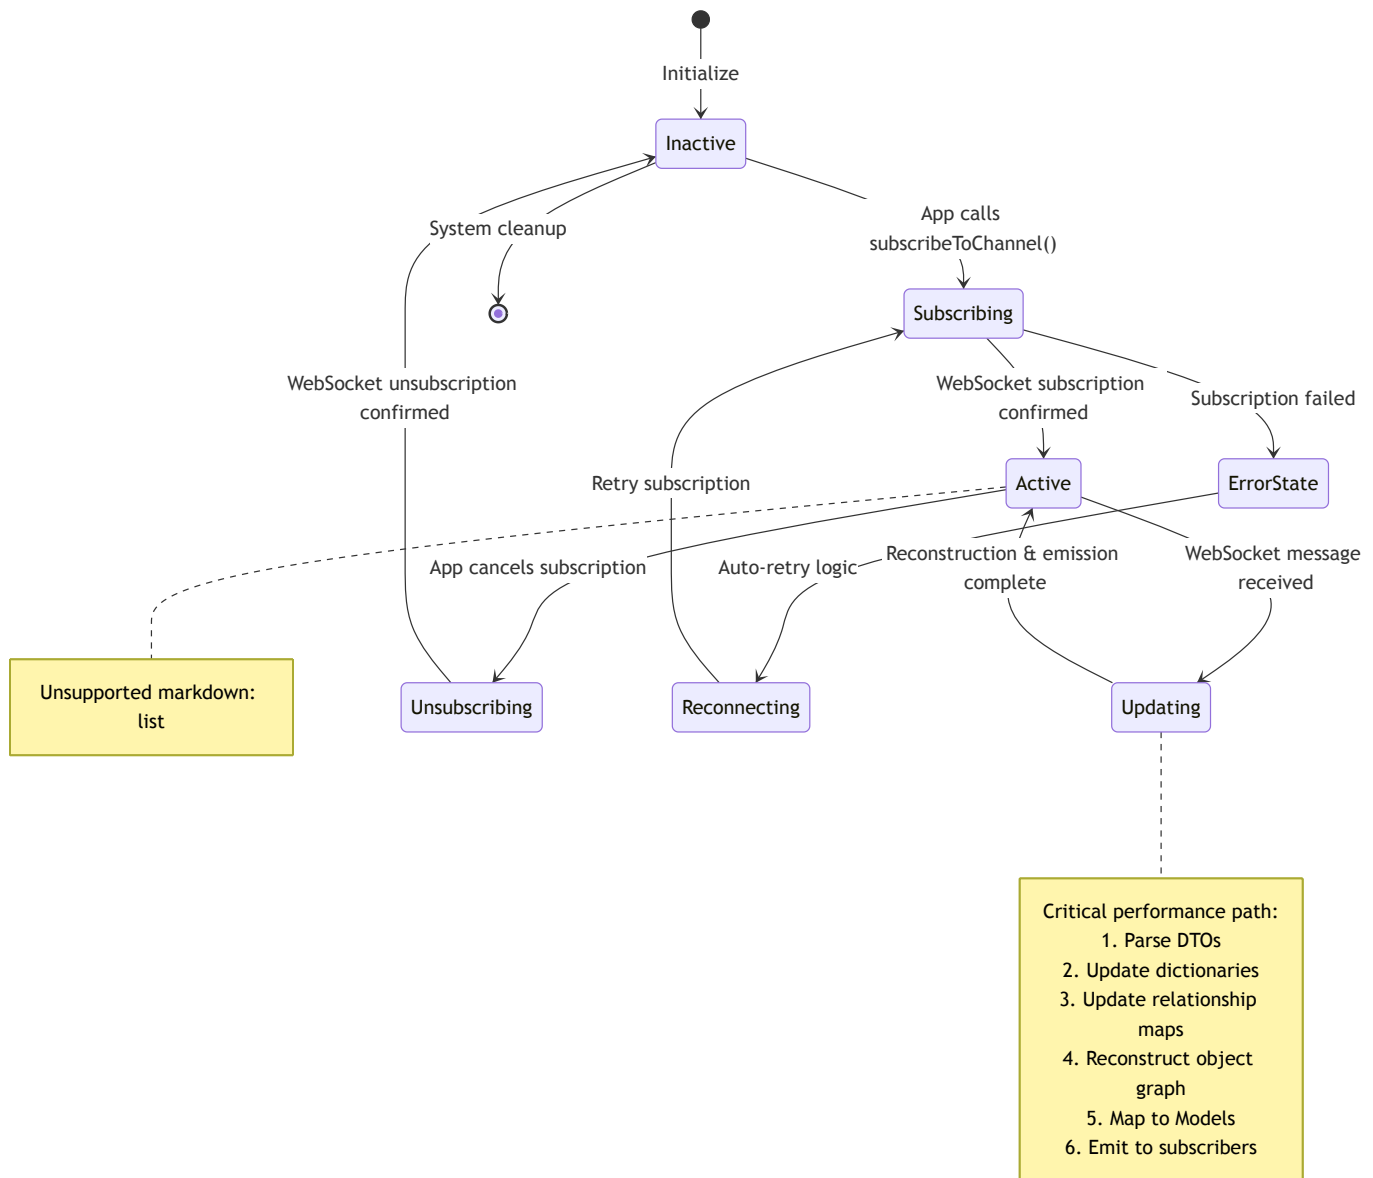 Initialize
Inactive
System cleanup
App calls
subscribeToChannel()
Subscribing
WebSocket unsubscription
confirmed
WebSocket subscription
confirmed
Subscription failed
Retry subscription
Active
ErrorState
App cancels subscription
Auto-retry logic
Reconstruction & emission
complete
WebSocket message
received
Unsupported markdown:
list
Unsubscribing
Reconnecting
Updating
Critical performance path:
1. Parse DTOs
2. Update dictionaries
3. Update relationship
maps
4. Reconstruct object
graph
5. Map to Models
6. Emit to subscribers